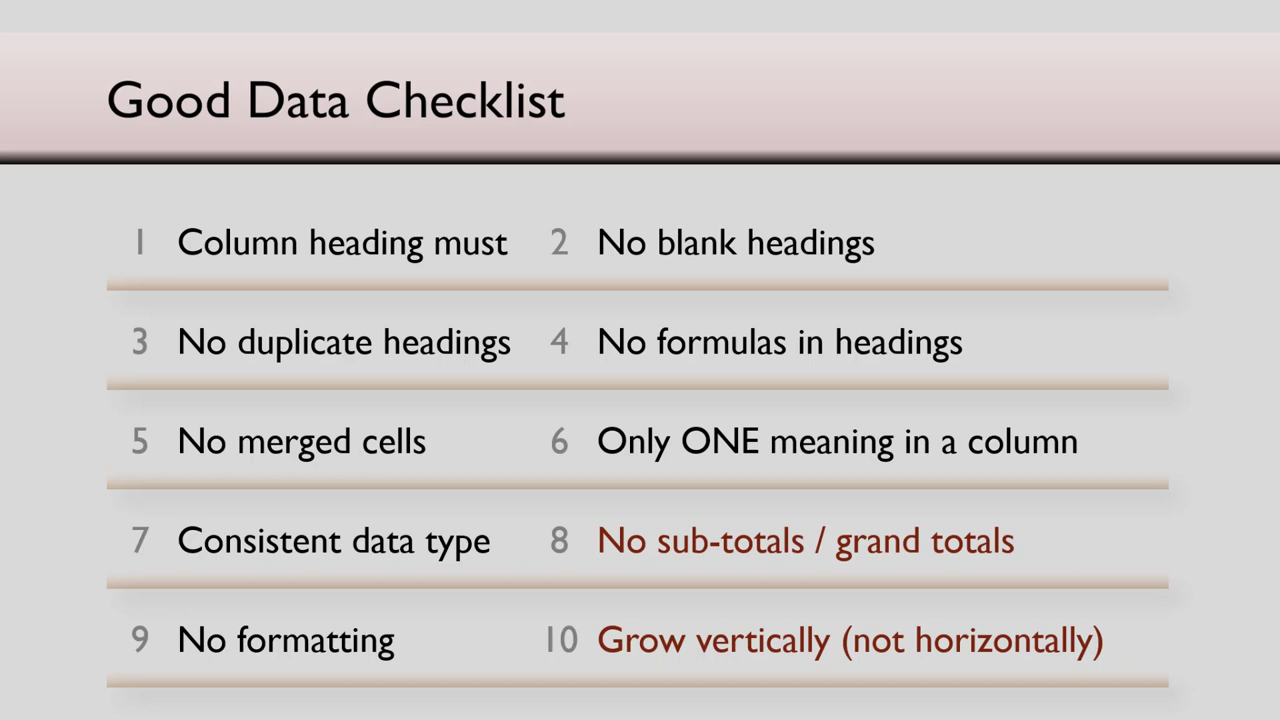 Good Data Checklist
1 Column heading must 2 No blank headings
3 No duplicate headings 4 No formulas in headings
5 No merged cells 6 Only ONE meaning in a column
7 Consistent data type 8 No sub-totals / grand totals
9 No formatting 10 Grow vertically (not horizontally)